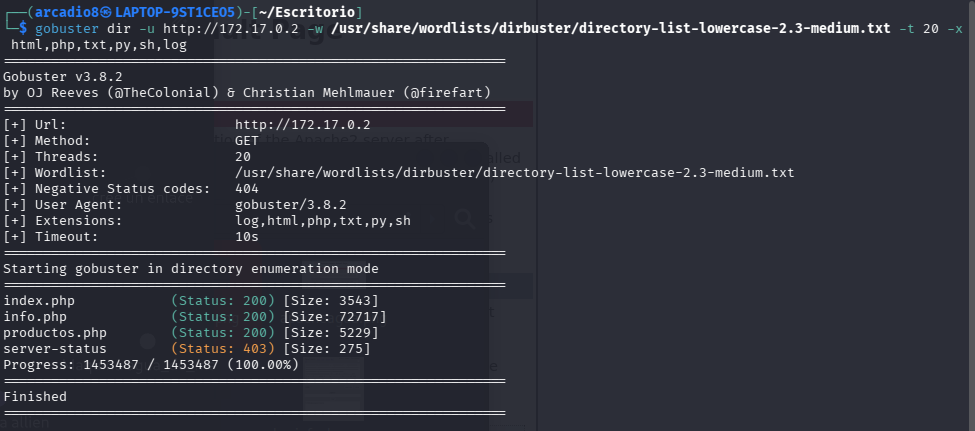 ┌──(arcadio8㉿LAPTOP-9ST1CEO5)-[~/Escritorio]
└─$ gobuster dir -u http://172.17.0.2 -w /usr/share/wordlists/dirbuster/directory-list-lowercase-2.3-medium.txt -t 20 -x
html,php,txt,py,sh,log
===============================================================
Gobuster v3.8.2
by OJ Reeves (@TheColonial) & Christian Mehlmauer (@firefart)
===============================================================
[+] Url:                     http://172.17.0.2
[+] Method:                  GET
[+] Threads:                 20
[+] Wordlist:                /usr/share/wordlists/dirbuster/directory-list-lowercase-2.3-medium.txt
[+] Negative Status codes:   404
[+] User Agent:              gobuster/3.8.2
[+] Extensions:              log,html,php,txt,py,sh
[+] Timeout:                 10s
===============================================================
Starting gobuster in directory enumeration mode
===============================================================
index.php            (Status: 200) [Size: 3543]
info.php             (Status: 200) [Size: 72717]
productos.php        (Status: 200) [Size: 5229]
server-status        (Status: 403) [Size: 275]
Progress: 1453487 / 1453487 (100.00%)
===============================================================
Finished
===============================================================